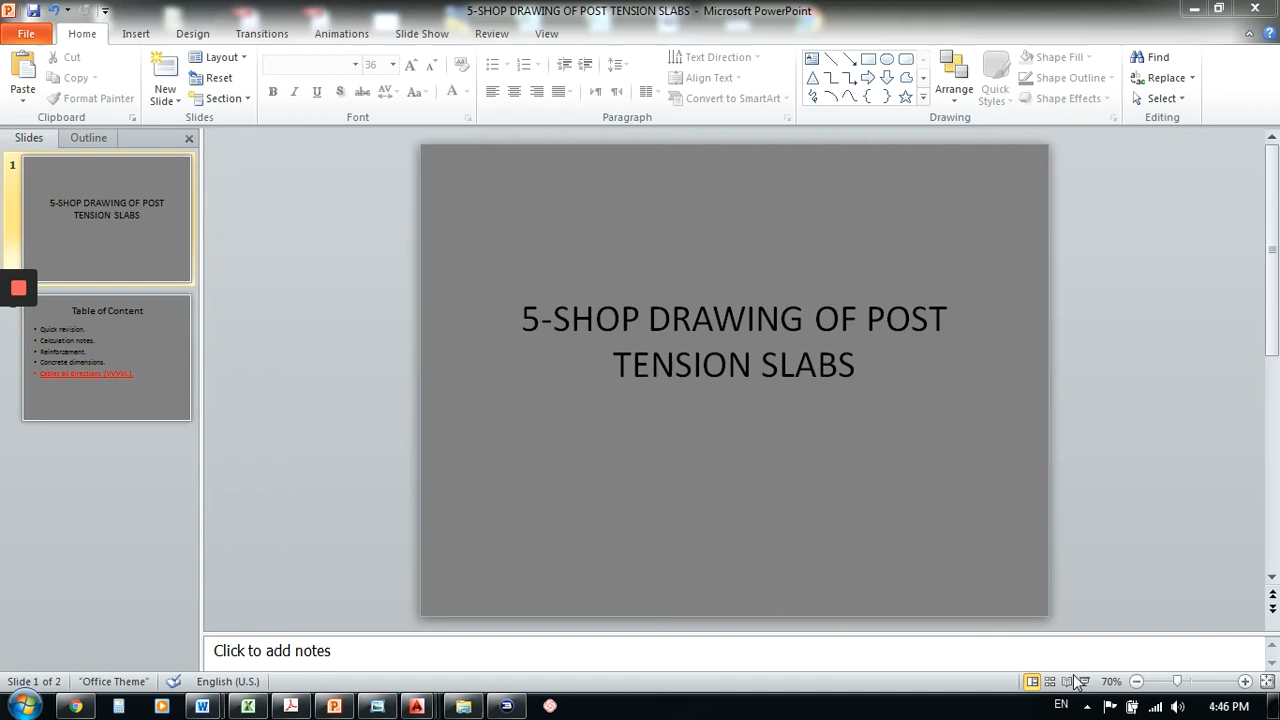 5-SHOP DRAWING OF POST TENSION SLABS - Microsoft PowerPoint
File Home Insert Design Transitions Animations Slide Show Review View
Paste
Cut
Copy
Format Painter
Clipboard
New Slide
Layout
Reset
Section
Slides
36
Font
Text Direction
Align Text
Convert to SmartArt
Paragraph
Arrange
Quick Styles
Shape Fill
Shape Outline
Shape Effects
Drawing
Find
Replace
Select
Editing
Slides Outline
1
5-SHOP DRAWING OF POST
TENSION SLABS
Table of Content
• Quick revision.
• Calculation notes.
• Reinforcement.
• Concrete dimensions.
5-SHOP DRAWING OF POST
TENSION SLABS
Click to add notes
Slide 1 of 2 "Office Theme" English (U.S.) 70%
EN 4:46 PM